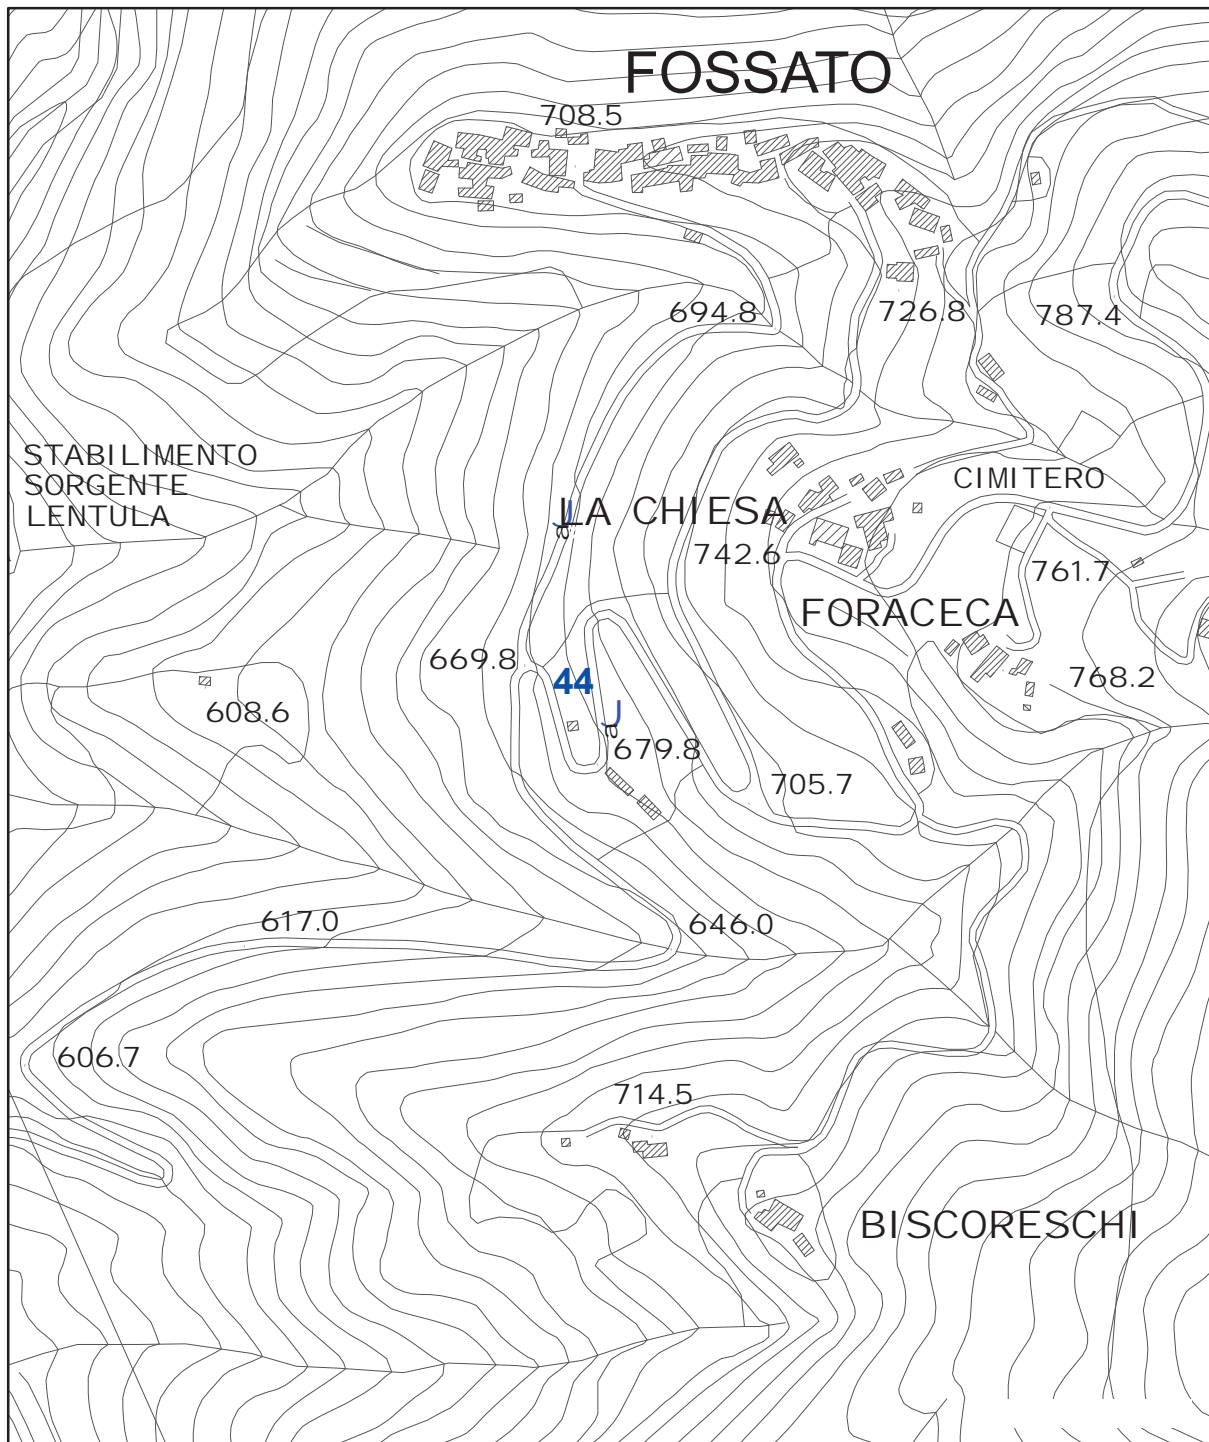 FOSSATO
708.5
694.8
726.8
787.4
STABILIMENTO
SORGENTE
LENTULA
CIMITERO
LA CHIESA
a
742.6
761.7
FORACECA
669.8
44
768.2
608.6
a
679.8
705.7
617.0
646.0
606.7
714.5
BISCORESCHI